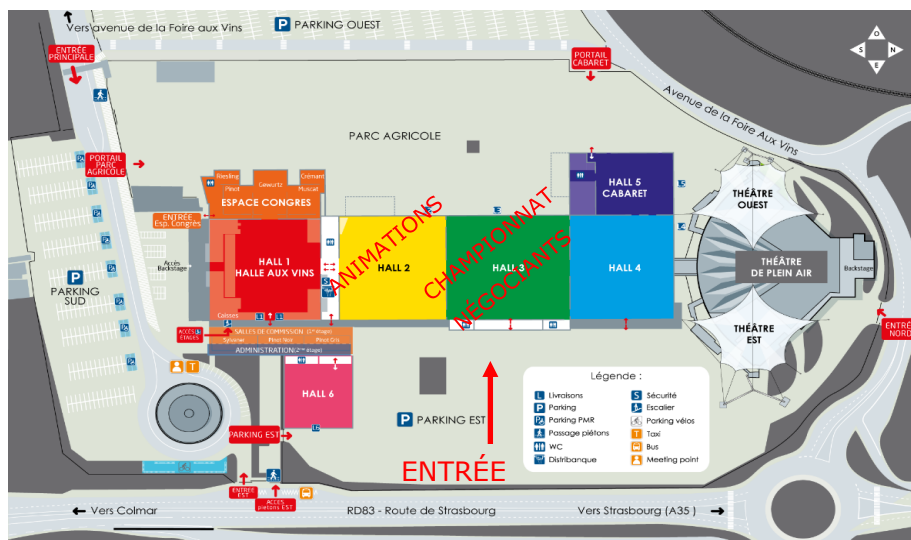 Vers avenue de la Foire aux Vins
P PARKING OUEST
ENTRÉE
PRINCIPALE
PORTAIL
CABARET
O
S N
E
Avenue de la Foire Aux Vins
PARC AGRICOLE
PORTAIL
PARC
AGRICOLE
Riesling Crémant
Gewurtz
Pinot Muscat
ESPACE CONGRES
ENTRÉE
Esp. Congrès
HALL 5
CABARET
THÉÂTRE
OUEST
Accès
Backstage
HALL 1
HALLE AUX VINS
ANIMATIONS
HALL 2
CHAMPIONNAT
HALL 3
NÉGOCIANTS
HALL 4
THÉÂTRE
DE PLEIN AIR
Backstage
P
PARKING
SUD
Caisses
ACCÈS
ÉTAGES
SALLES DE COMMISSION (1er étage)
Sylvaner Pinot Noir Pinot Gris
ADMINISTRATION (2ème étage)
THÉÂTRE
EST
ENTRÉE
NORD
T
HALL 6
P PARKING EST
PARKING EST
ENTRÉE
ENTRÉE
EST
ACCÈS
piétons EST
Légende :
L Livraisons
P Parking
Parking PMR
Passage piétons
WC
Distribanque
S Sécurité
Escalier
Parking vélos
T Taxi
Bus
Meeting point
Vers Colmar
RD83 - Route de Strasbourg
Vers Strasbourg (A35 )